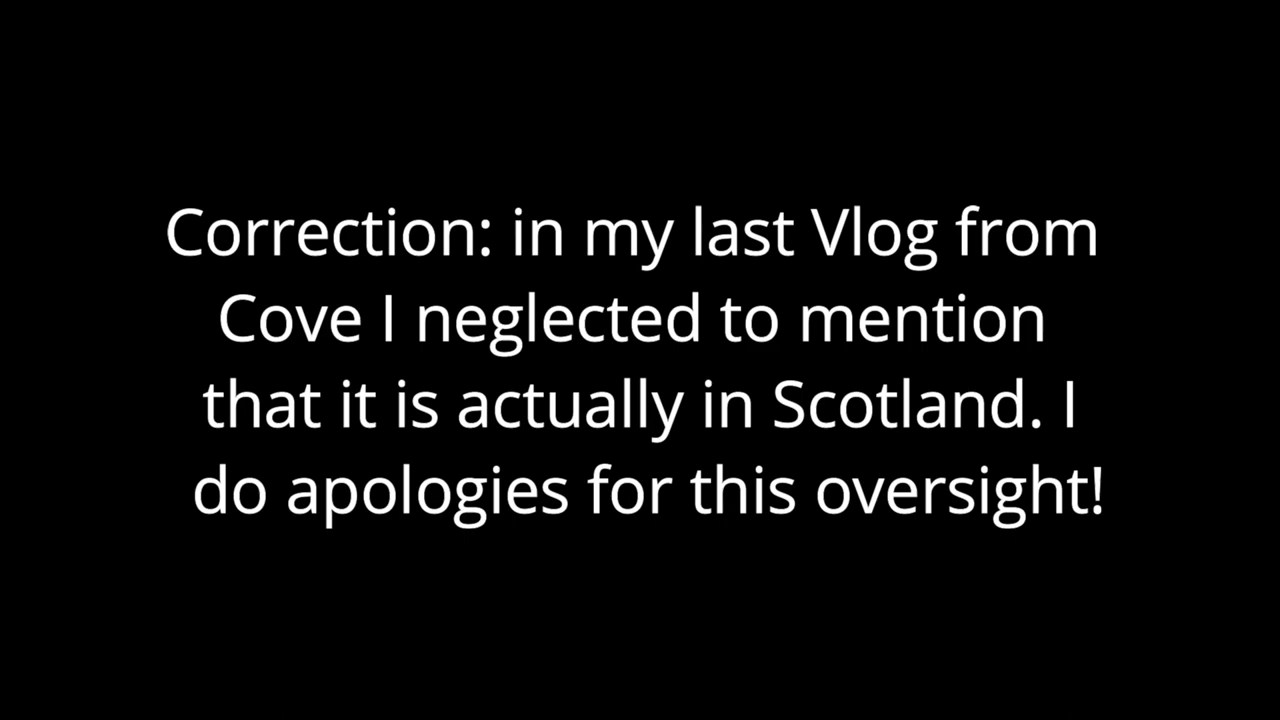 Correction: in my last Vlog from
Cove I neglected to mention
that it is actually in Scotland. I
do apologies for this oversight!